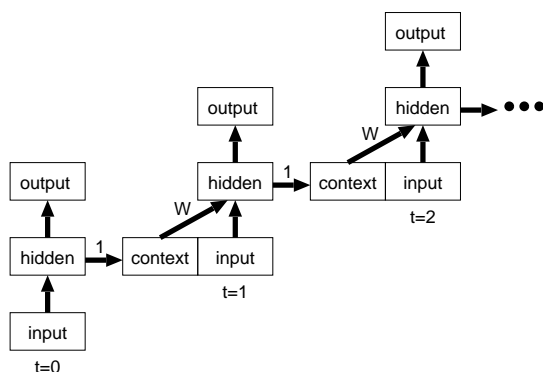 output
hidden
•••
W
output
1
context
input
t=2
hidden
W
output
1
context
input
t=1
hidden
input
t=0